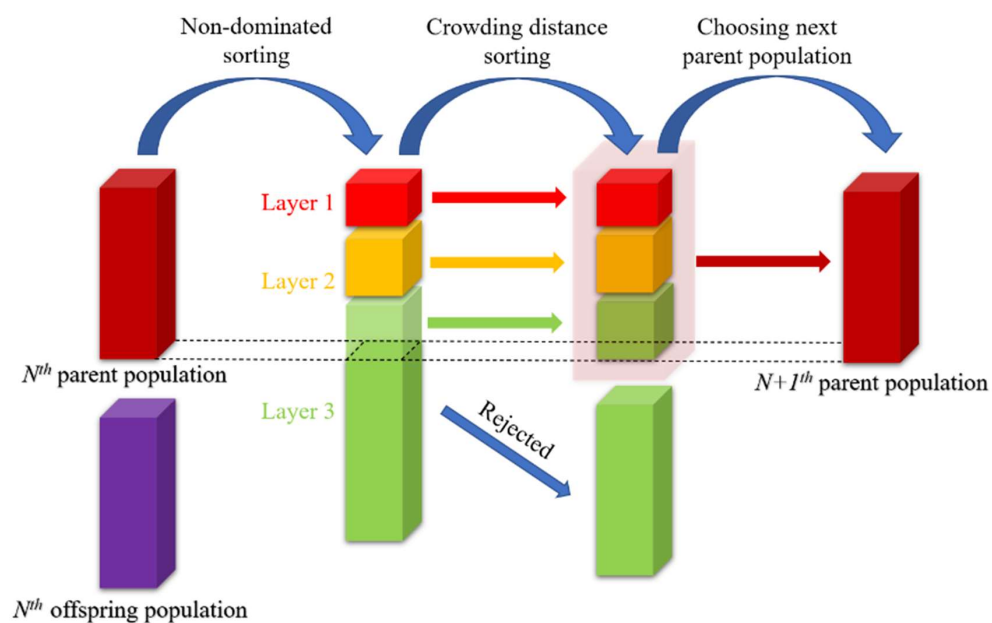 Non-dominated
sorting
Crowding distance
sorting
Choosing next
parent population
Layer 1
Layer 2
Layer 3
Rejected
Nᵗʰ parent population
N+1ᵗʰ parent population
Nᵗʰ offspring population